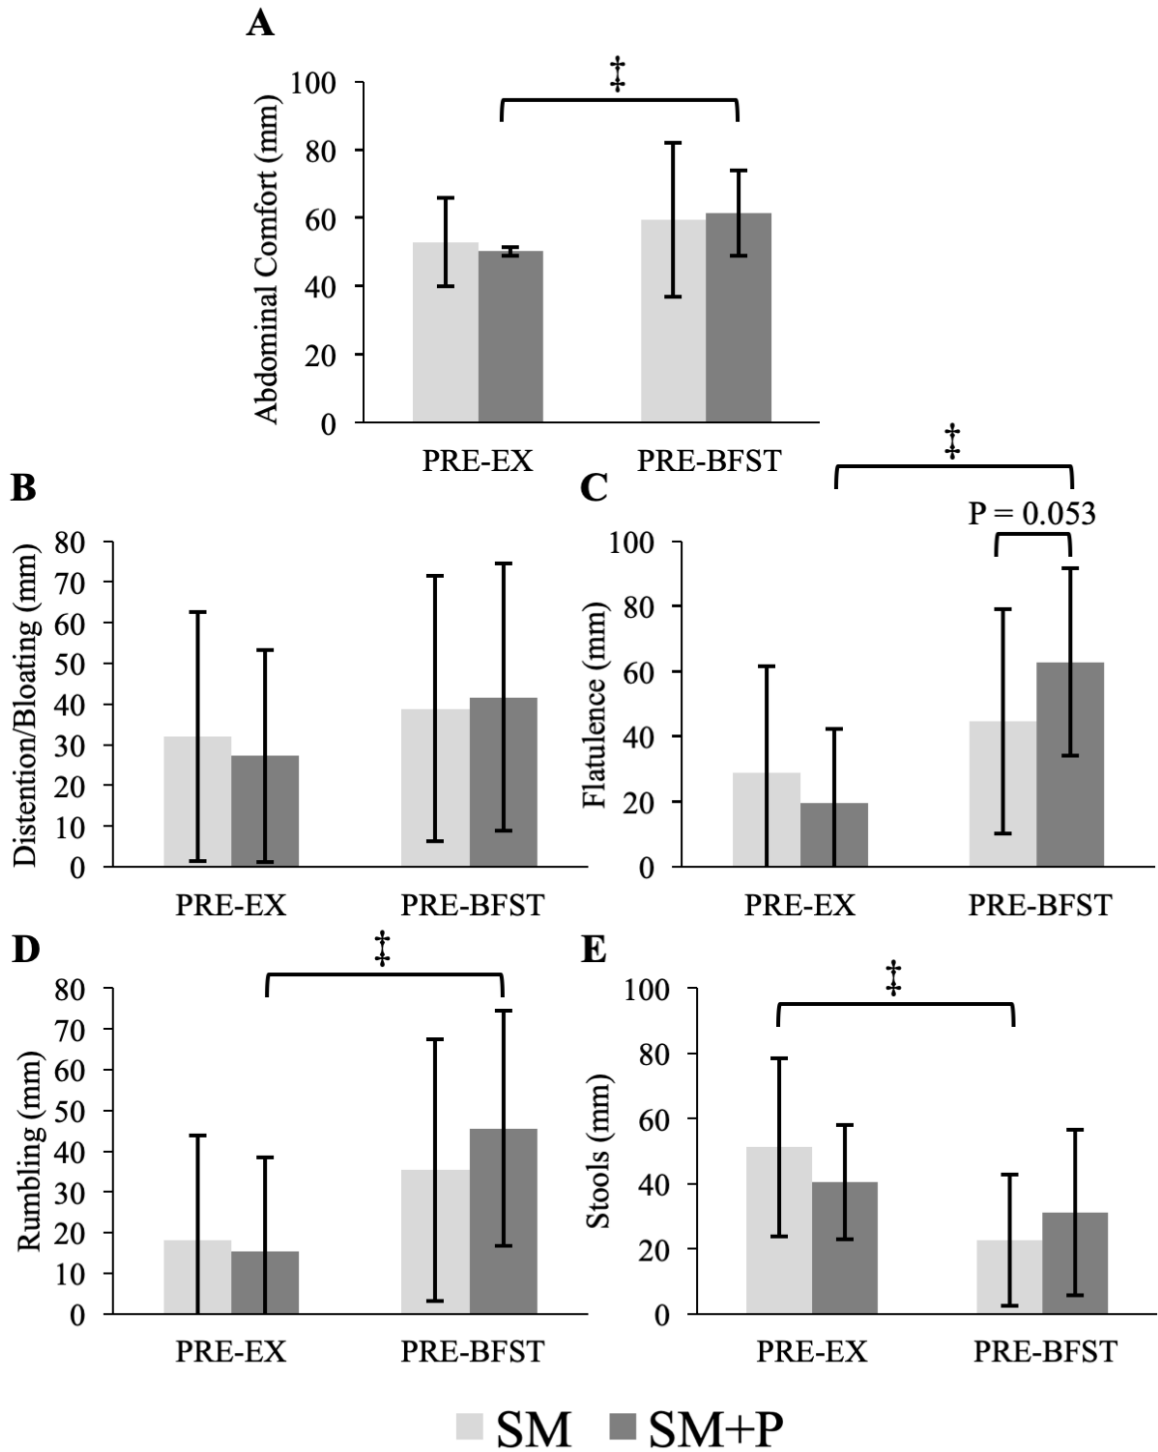 A
‡
Abdominal Comfort (mm)
100
80
60
40
20
0
PRE-EX PRE-BFST
B
Distention/Bloating (mm)
80
70
60
50
40
30
20
10
0
PRE-EX PRE-BFST
C
‡
P = 0.053
Flatulence (mm)
100
80
60
40
20
0
PRE-EX PRE-BFST
D
‡
Rumbling (mm)
80
70
60
50
40
30
20
10
0
PRE-EX PRE-BFST
E
‡
Stools (mm)
100
80
60
40
20
0
PRE-EX PRE-BFST
SM SM+P